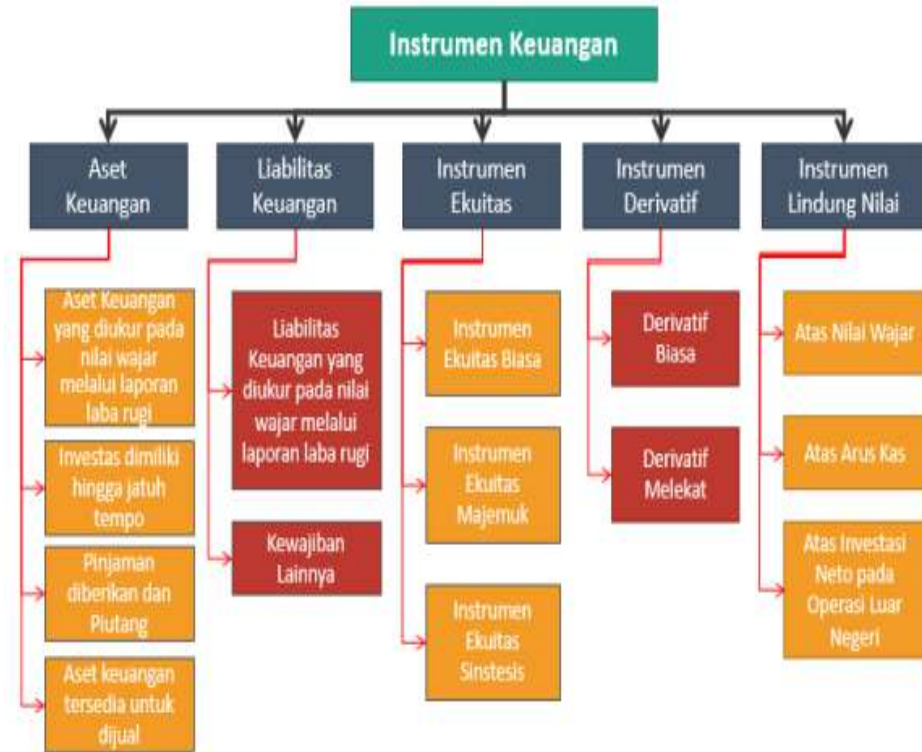 Instrumen Keuangan
Aset
Keuangan
Liabilitas
Keuangan
Instrumen
Ekuitas
Instrumen
Derivatif
Instrumen
Lindung Nilai
Aset Keuangan
yang diukur pada
nilai wajar
melalui laporan
laba rugi
Investas dimiliki
hingga jatuh
tempo
Pinjaman
diberikan dan
Piutang
Aset keuangan
tersedia untuk
dijual
Liabilitas
Keuangan yang
diukur pada nilai
wajar melalui
laporan laba rugi
Kewajiban
Lainnya
Instrumen
Ekuitas Biasa
Instrumen
Ekuitas
Majemuk
Instrumen
Ekuitas
Sinstesis
Derivatif
Biasa
Derivatif
Melekat
Atas Nilai Wajar
Atas Arus Kas
Atas Investasi
Neto pada
Operasi Luar
Negeri